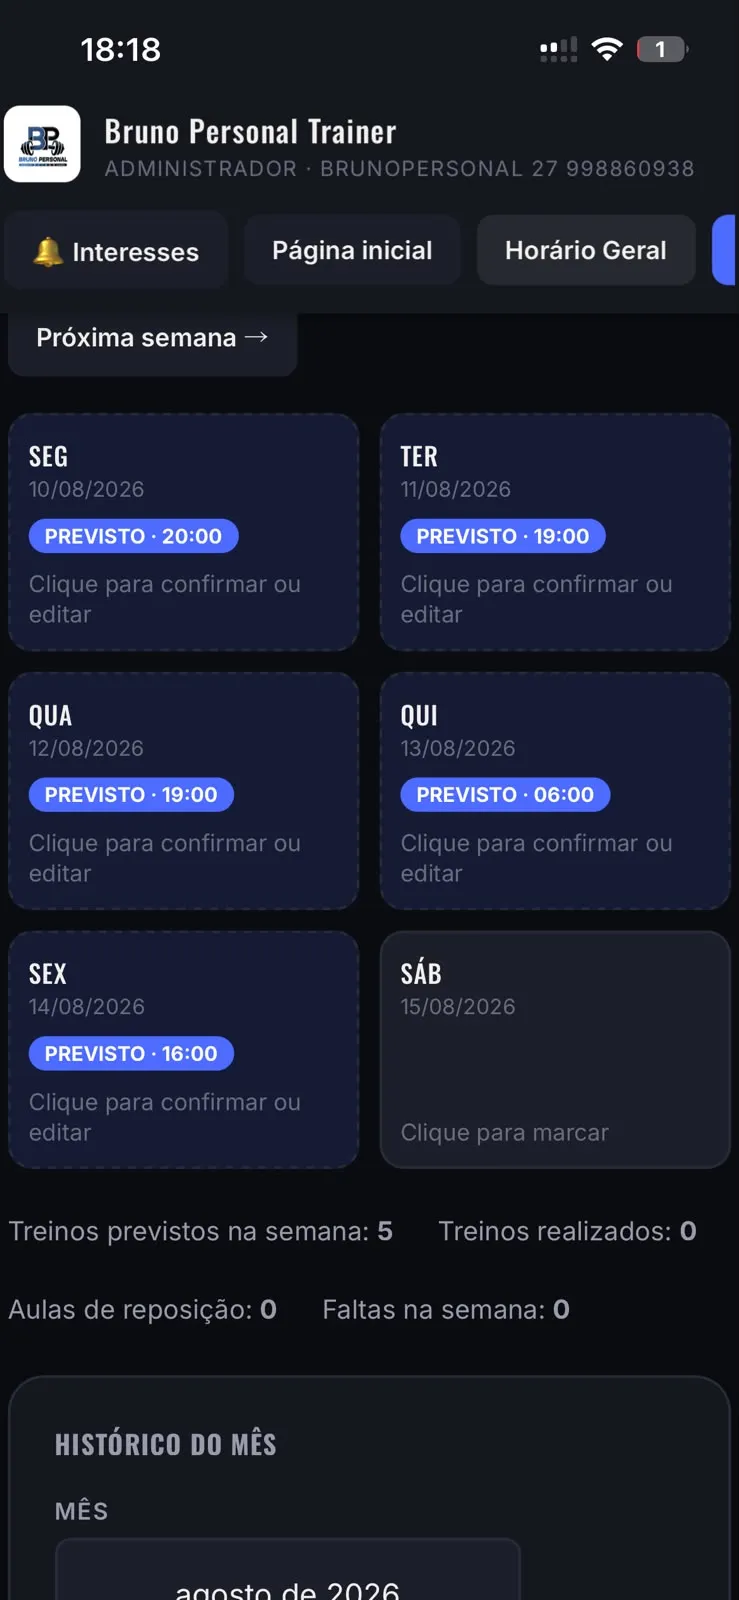 18:18
1
BP
BRUNO PERSONAL
Bruno Personal Trainer
ADMINISTRADOR · BRUNOPERSONAL 27 998860938
🔔 Interesses
Página inicial
Horário Geral
Próxima semana →
SEG
10/08/2026
PREVISTO · 20:00
Clique para confirmar ou
editar
TER
11/08/2026
PREVISTO · 19:00
Clique para confirmar ou
editar
QUA
12/08/2026
PREVISTO · 19:00
Clique para confirmar ou
editar
QUI
13/08/2026
PREVISTO · 06:00
Clique para confirmar ou
editar
SEX
14/08/2026
PREVISTO · 16:00
Clique para confirmar ou
editar
SÁB
15/08/2026
Clique para marcar
Treinos previstos na semana: 5
Treinos realizados: 0
Aulas de reposição: 0
Faltas na semana: 0
HISTÓRICO DO MÊS
MÊS
agosto de 2026